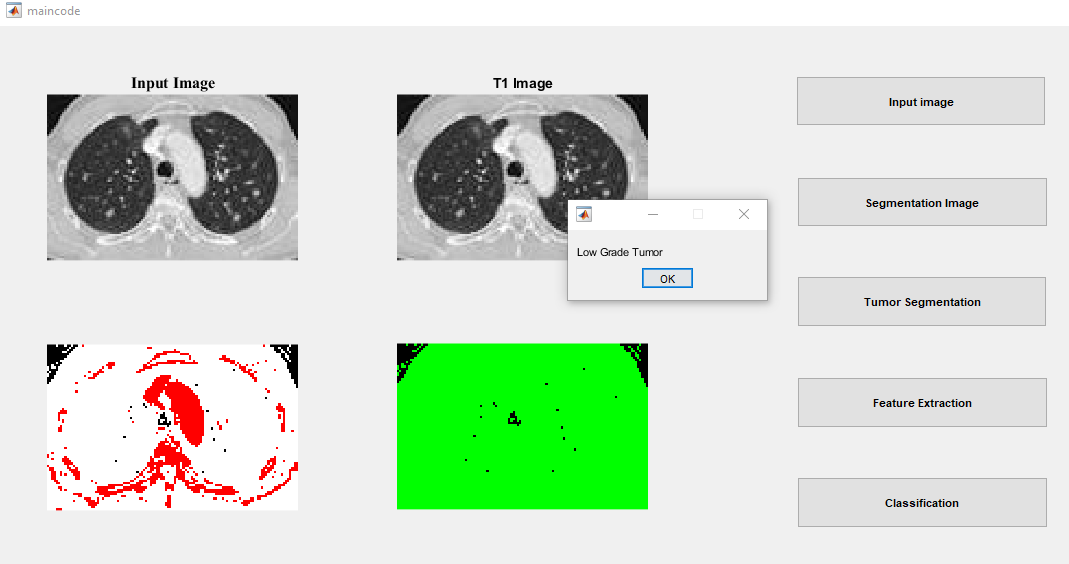 maincode
Input Image
T1 Image
Input image
Segmentation Image
Low Grade Tumor
OK
Tumor Segmentation
Feature Extraction
Classification